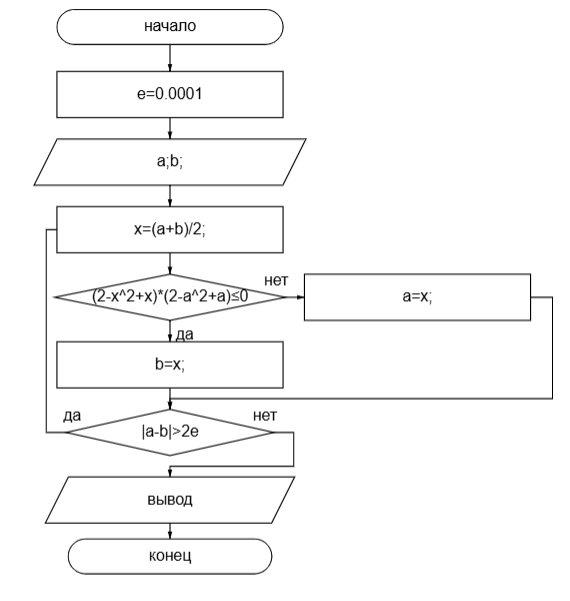 начало
e=0.0001
a;b;
x=(a+b)/2;
(2-x^2+x)*(2-a^2+a)≤0
нет
a=x;
да
b=x;
да
|a-b|>2e
нет
вывод
конец